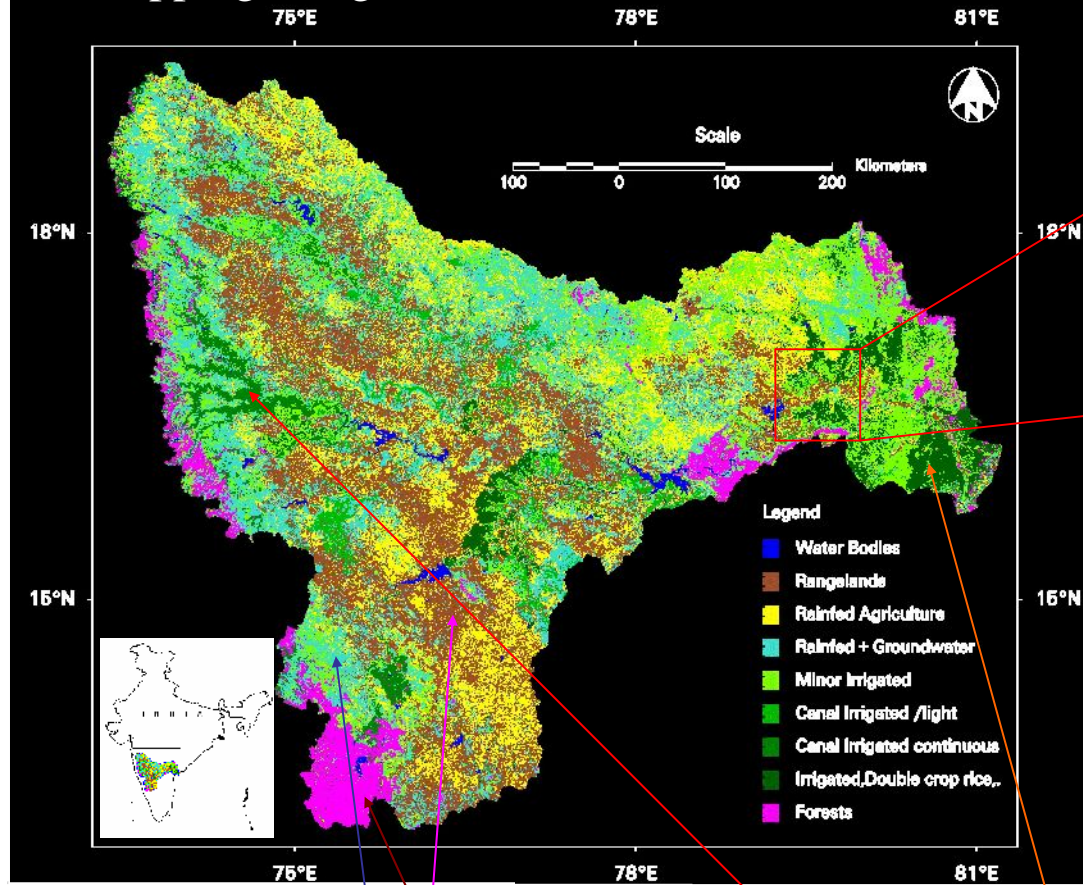 75°E 78°E 81°E
N
Scale
Kilometers
100 0 100 200
18°N 18°N
Legend
Water Bodies
Rangelands
15°N 15°N
Rainfed Agriculture
Rainfed + Groundwater
Minor Irrigated
INDIA
Canal Irrigated /light
Canal Irrigated continuous
Irrigated,Double crop rice,.
Forests
75°E 78°E 81°E